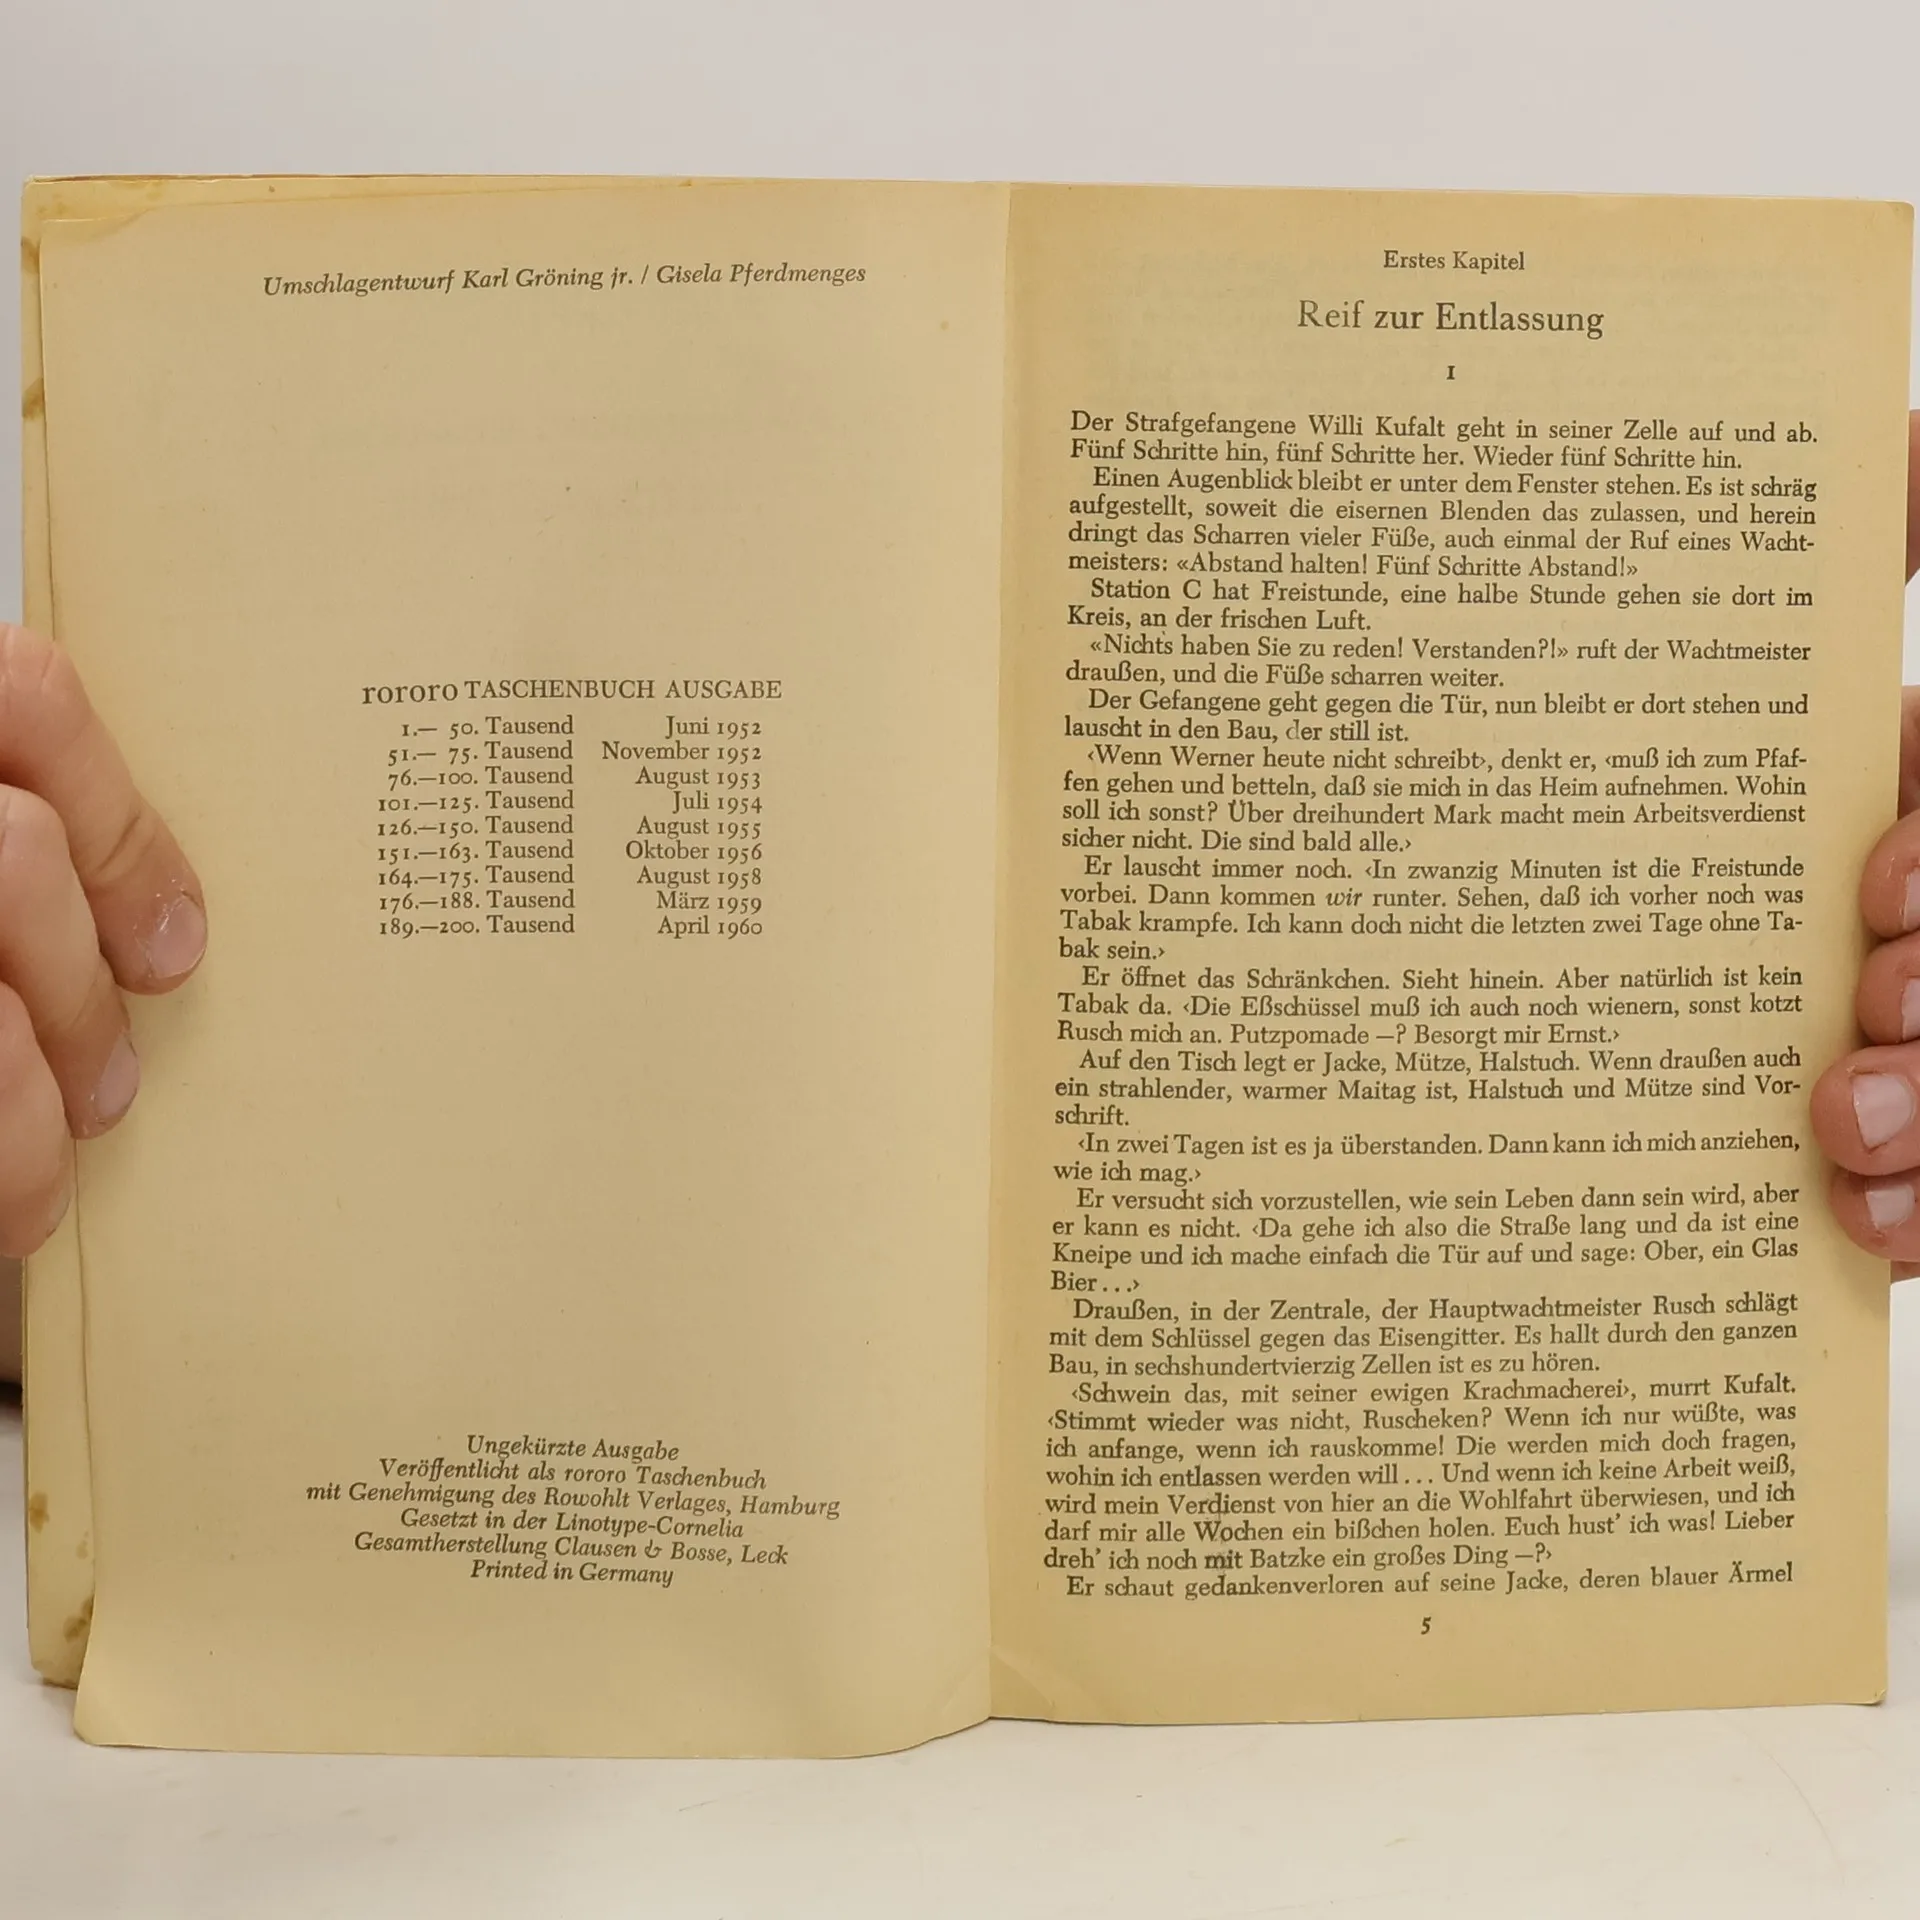 Umschlagentwurf Karl Gröning jr. / Gisela Pferdmenges
rororo TASCHENBUCH AUSGABE
1.— 50. Tausend Juni 1952
51.— 75. Tausend November 1952
76.—100. Tausend August 1953
101.—125. Tausend Juli 1954
126.—150. Tausend August 1955
151.—163. Tausend Oktober 1956
164.—175. Tausend August 1958
176.—188. Tausend März 1959
189.—200. Tausend April 1960
Ungekürzte Ausgabe
Veröffentlicht als rororo Taschenbuch
mit Genehmigung des Rowohlt Verlages, Hamburg
Gesetzt in der Linotype-Cornelia
Gesamtherstellung Clausen & Bosse, Leck
Printed in Germany
Erstes Kapitel
Reif zur Entlassung
I
Der Strafgefangene Willi Kufalt geht in seiner Zelle auf und ab.
Fünf Schritte hin, fünf Schritte her. Wieder fünf Schritte hin.
Einen Augenblick bleibt er unter dem Fenster stehen. Es ist schräg
aufgestellt, soweit die eisernen Blenden das zulassen, und herein
dringt das Scharren vieler Füße, auch einmal der Ruf eines Wacht-
meisters: «Abstand halten! Fünf Schritte Abstand!»
Station C hat Freistunde, eine halbe Stunde gehen sie dort im
Kreis, an der frischen Luft.
«Nichts haben Sie zu reden! Verstanden?!» ruft der Wachtmeister
draußen, und die Füße scharren weiter.
Der Gefangene geht gegen die Tür, nun bleibt er dort stehen und
lauscht in den Bau, der still ist.
‹Wenn Werner heute nicht schreibt›, denkt er, ‹muß ich zum Pfaf-
fen gehen und betteln, daß sie mich in das Heim aufnehmen. Wohin
soll ich sonst? Über dreihundert Mark macht mein Arbeitsverdienst
sicher nicht. Die sind bald alle.›
Er lauscht immer noch. ‹In zwanzig Minuten ist die Freistunde
vorbei. Dann kommen wir runter. Sehen, daß ich vorher noch was
Tabak krampfe. Ich kann doch nicht die letzten zwei Tage ohne Ta-
bak sein.›
Er öffnet das Schränkchen. Sieht hinein. Aber natürlich ist kein
Tabak da. ‹Die Eßschüssel muß ich auch noch wienern, sonst kotzt
Rusch mich an. Putzpomade —? Besorgt mir Ernst.›
Auf den Tisch legt er Jacke, Mütze, Halstuch. Wenn draußen auch
ein strahlender, warmer Maitag ist, Halstuch und Mütze sind Vor-
schrift.
‹In zwei Tagen ist es ja überstanden. Dann kann ich mich anziehen,
wie ich mag.›
Er versucht sich vorzustellen, wie sein Leben dann sein wird, aber
er kann es nicht. ‹Da gehe ich also die Straße lang und da ist eine
Kneipe und ich mache einfach die Tür auf und sage: Ober, ein Glas
Bier . . .›
Draußen, in der Zentrale, der Hauptwachtmeister Rusch schlägt
mit dem Schlüssel gegen das Eisengitter. Es hallt durch den ganzen
Bau, in sechshundertvierzig Zellen ist es zu hören.
‹Schwein das, mit seiner ewigen Krachmacherei›, murrt Kufalt.
‹Stimmt wieder was nicht, Ruscheken? Wenn ich nur wüßte, was
ich anfange, wenn ich rauskomme! Die werden mich doch fragen,
wohin ich entlassen werden will . . . Und wenn ich keine Arbeit weiß,
wird mein Verdienst von hier an die Wohlfahrt überwiesen, und ich
darf mir alle Wochen ein bißchen holen. Euch hust’ ich was! Lieber
dreh’ ich noch mit Batzke ein großes Ding —?›
Er schaut gedankenverloren auf seine Jacke, deren blauer Ärmel
5